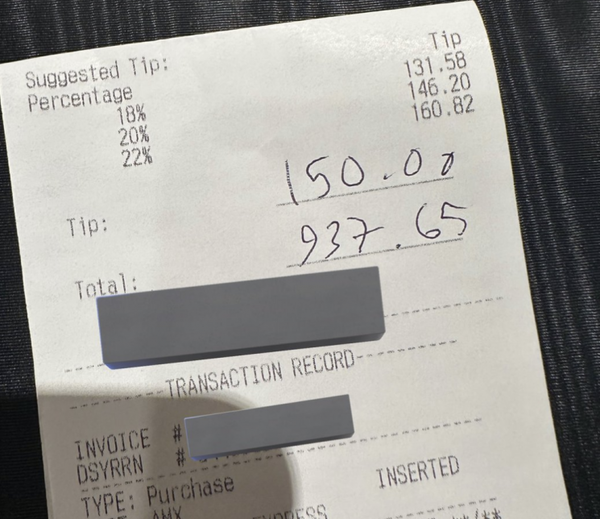 Tip
Suggested Tip: 131.58
Percentage 146.20
18% 160.82
20%
22%
150.00
Tip:
937.65
Total:
TRANSACTION RECORD
INVOICE #
DSYRRN #
TYPE: Purchase INSERTED
AMX